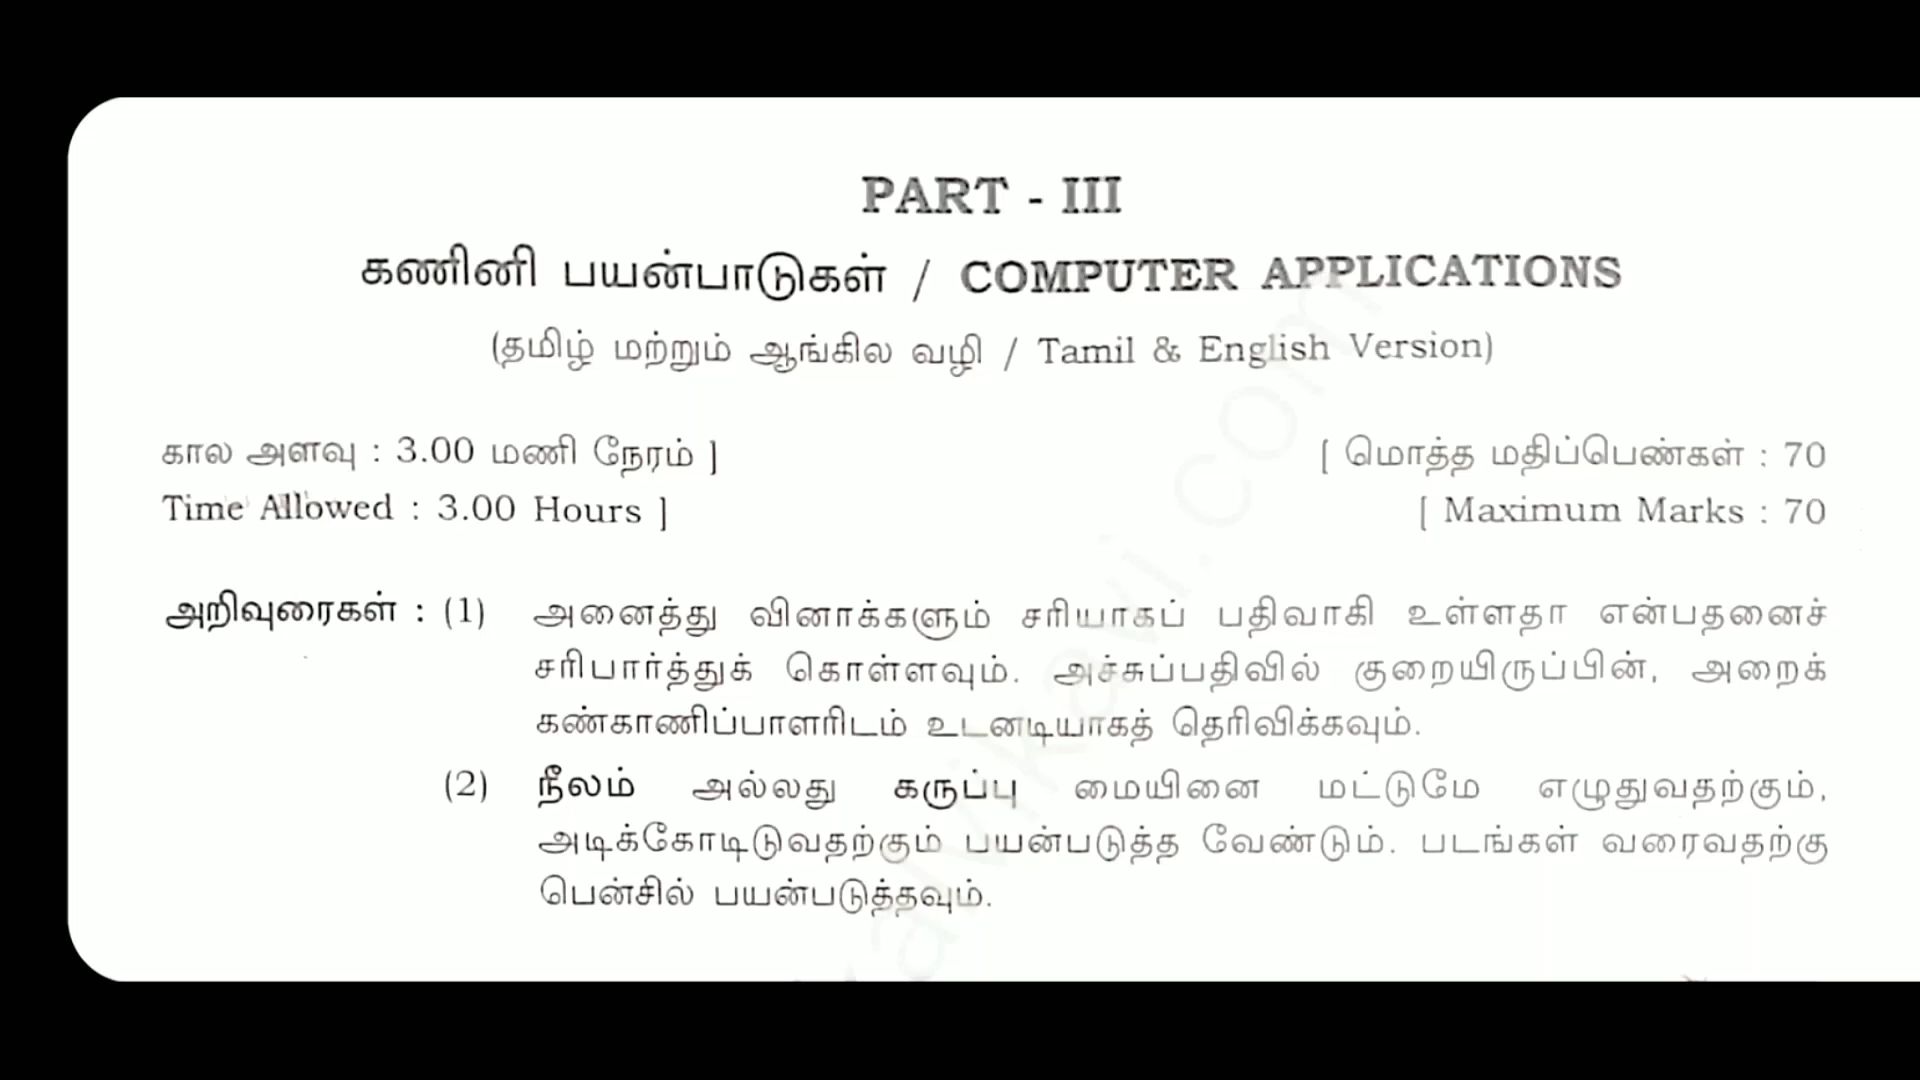 PART - III
கணினி பயன்பாடுகள் / COMPUTER APPLICATIONS
(தமிழ் மற்றும் ஆங்கில வழி / Tamil & English Version)
கால அளவு : 3.00 மணி நேரம் ] [ மொத்த மதிப்பெண்கள் : 70
Time Allowed : 3.00 Hours ] [ Maximum Marks : 70
அறிவுரைகள் : (1) அனைத்து வினாக்களும் சரியாகப் பதிவாகி உள்ளதா என்பதனைச்
சரிபார்த்துக் கொள்ளவும். அச்சுப்பதிவில் குறையிருப்பின், அறைக்
கண்காணிப்பாளரிடம் உடனடியாகத் தெரிவிக்கவும்.
(2) நீலம் அல்லது கருப்பு மையினை மட்டுமே எழுதுவதற்கும்,
அடிக்கோடிடுவதற்கும் பயன்படுத்த வேண்டும். படங்கள் வரைவதற்கு
பென்சில் பயன்படுத்தவும்.